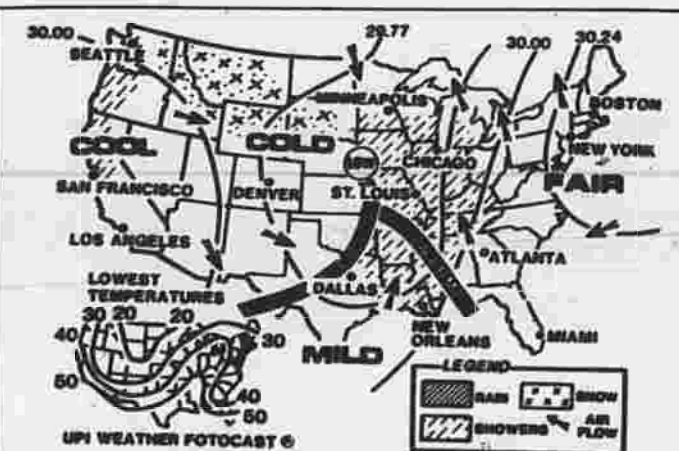 30.00
29.77
30.00
30.24
SEATTLE
MINNEAPOLIS
BOSTON
COOL
COLD
LOW
CHICAGO
NEW YORK
SAN FRANCISCO
DENVER
ST. LOUIS
FAIR
LOS ANGELES
ATLANTA
LOWEST
TEMPERATURES
DALLAS
30 20 20
40
30
NEW
ORLEANS
MIAMI
MILD
50
40
50
LEGEND
RAIN
SNOW
SHOWERS
AIR
FLOW
UPI WEATHER FOTOCAST ®